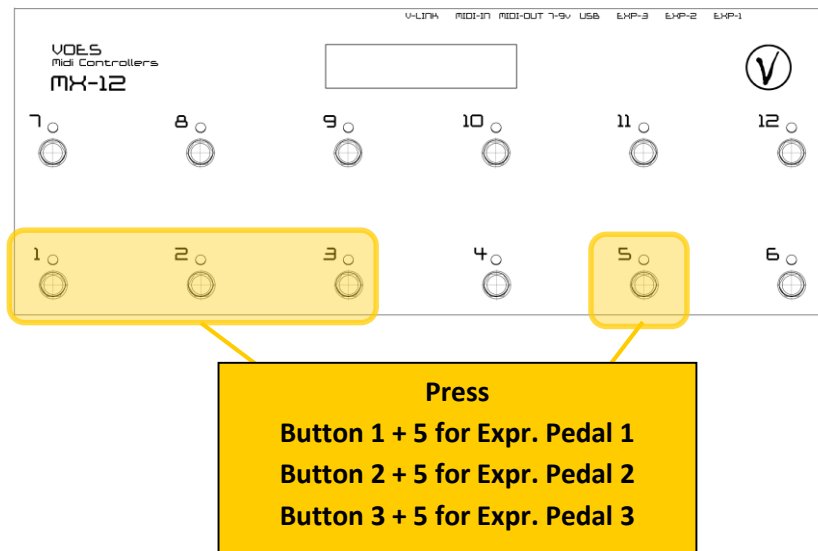 V-LINK MIDI-IN MIDI-OUT 7-9V USB EXP-3 EXP-2 EXP-1
VOES
Midi Controllers
MX-12
V
7 8 9 10 11 12
1 2 3 4 5 6
Press
Button 1 + 5 for Expr. Pedal 1
Button 2 + 5 for Expr. Pedal 2
Button 3 + 5 for Expr. Pedal 3